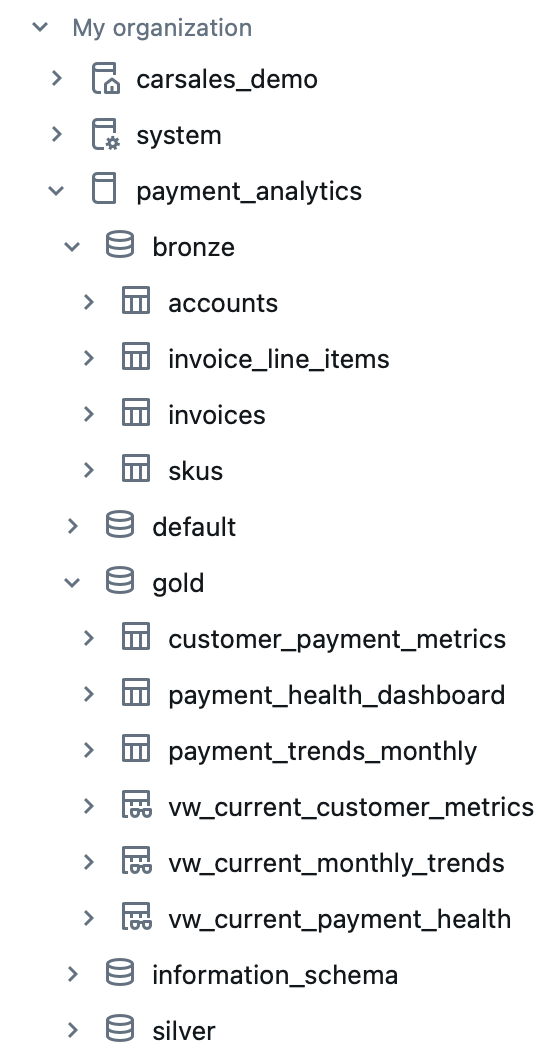 My organization
carsales_demo
system
payment_analytics
bronze
accounts
invoice_line_items
invoices
skus
default
gold
customer_payment_metrics
payment_health_dashboard
payment_trends_monthly
vw_current_customer_metrics
vw_current_monthly_trends
vw_current_payment_health
information_schema
silver